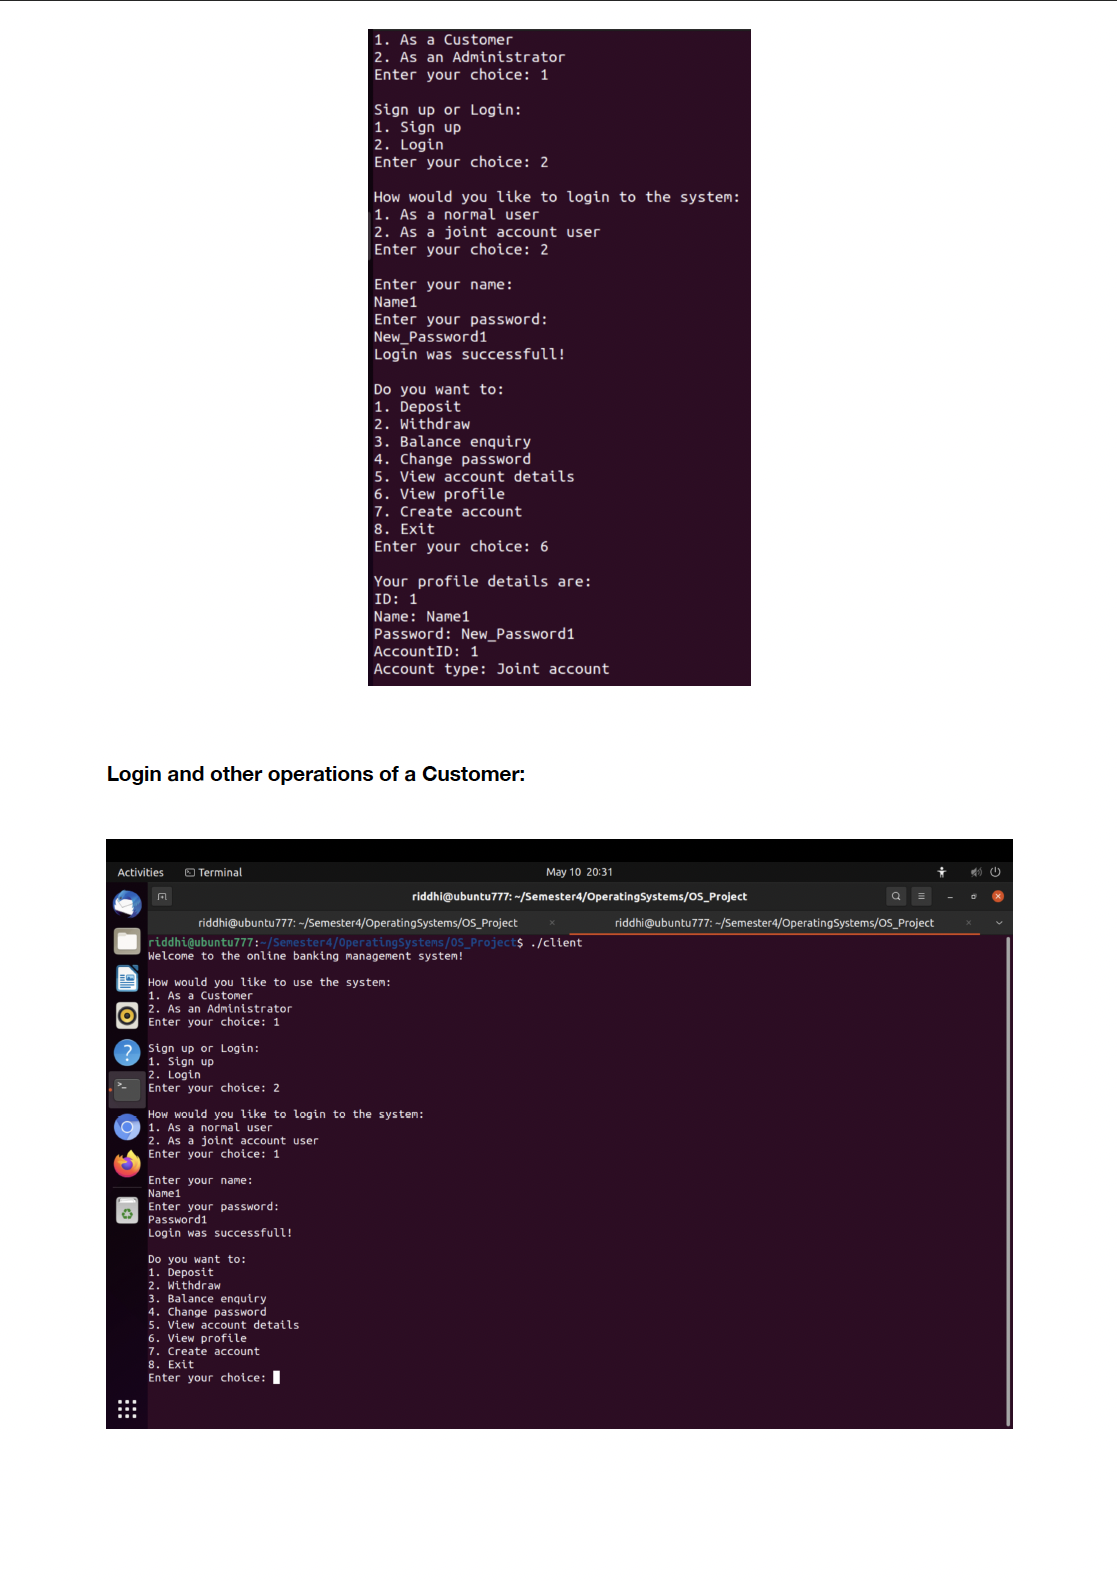 1. As a Customer
2. As an Administrator
Enter your choice: 1
Sign up or Login:
1. Sign up
2. Login
Enter your choice: 2
How would you like to login to the system:
1. As a normal user
2. As a joint account user
Enter your choice: 2
Enter your name:
Name1
Enter your password:
New_Password1
Login was successfull!
Do you want to:
1. Deposit
2. Withdraw
3. Balance enquiry
4. Change password
5. View account details
6. View profile
7. Create account
8. Exit
Enter your choice: 6
Your profile details are:
ID: 1
Name: Name1
Password: New_Password1
AccountID: 1
Account type: Joint account
Login and other operations of a Customer:
Activities Terminal May 10 20:31
riddhi@ubuntu777: ~/Semester4/OperatingSystems/OS_Project
riddhi@ubuntu777: ~/Semester4/OperatingSystems/OS_Project riddhi@ubuntu777: ~/Semester4/OperatingSystems/OS_Project
riddhi@ubuntu777:~/Semester4/OperatingSystems/OS_Project$ ./client
Welcome to the online banking management system!
How would you like to use the system:
1. As a Customer
2. As an Administrator
Enter your choice: 1
Sign up or Login:
1. Sign up
2. Login
Enter your choice: 2
How would you like to login to the system:
1. As a normal user
2. As a joint account user
Enter your choice: 1
Enter your name:
Name1
Enter your password:
Password1
Login was successfull!
Do you want to:
1. Deposit
2. Withdraw
3. Balance enquiry
4. Change password
5. View account details
6. View profile
7. Create account
8. Exit
Enter your choice: